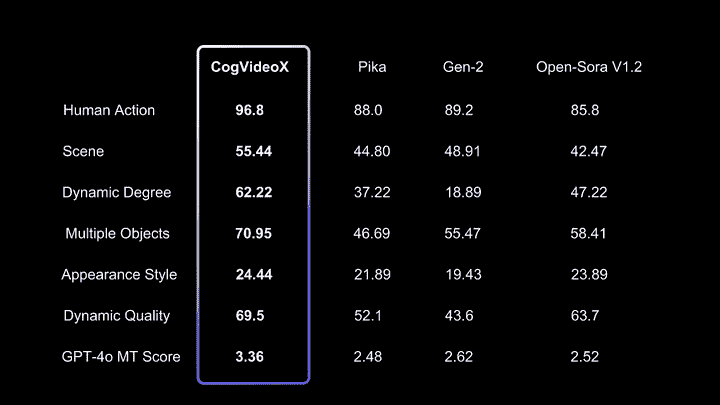 CogVideoX Pika Gen-2 Open-Sora V1.2
Human Action 96.8 88.0 89.2 85.8
Scene 55.44 44.80 48.91 42.47
Dynamic Degree 62.22 37.22 18.89 47.22
Multiple Objects 70.95 46.69 55.47 58.41
Appearance Style 24.44 21.89 19.43 23.89
Dynamic Quality 69.5 52.1 43.6 63.7
GPT-4o MT Score 3.36 2.48 2.62 2.52